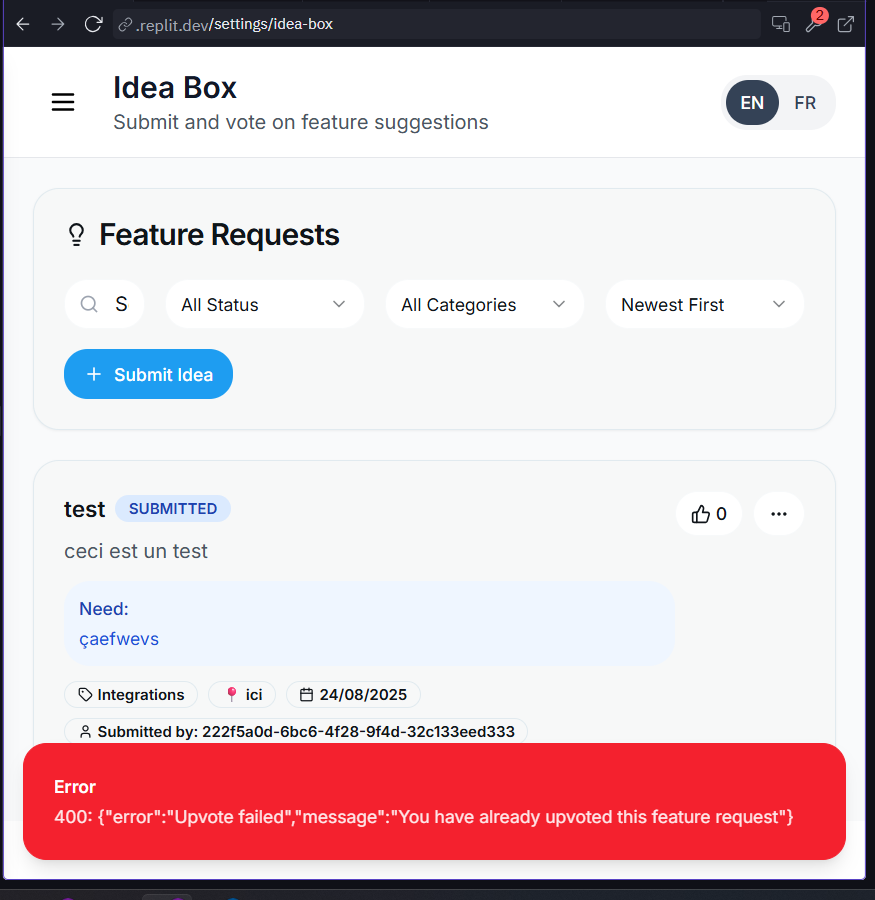 .replit.dev/settings/idea-box
2
Idea Box
Submit and vote on feature suggestions
EN FR
Feature Requests
S All Status All Categories Newest First
+ Submit Idea
test SUBMITTED 0 ...
ceci est un test
Need:
çaefwevs
Integrations ici 24/08/2025
Submitted by: 222f5a0d-6bc6-4f28-9f4d-32c133eed333
Error
400: {"error":"Upvote failed","message":"You have already upvoted this feature request"}